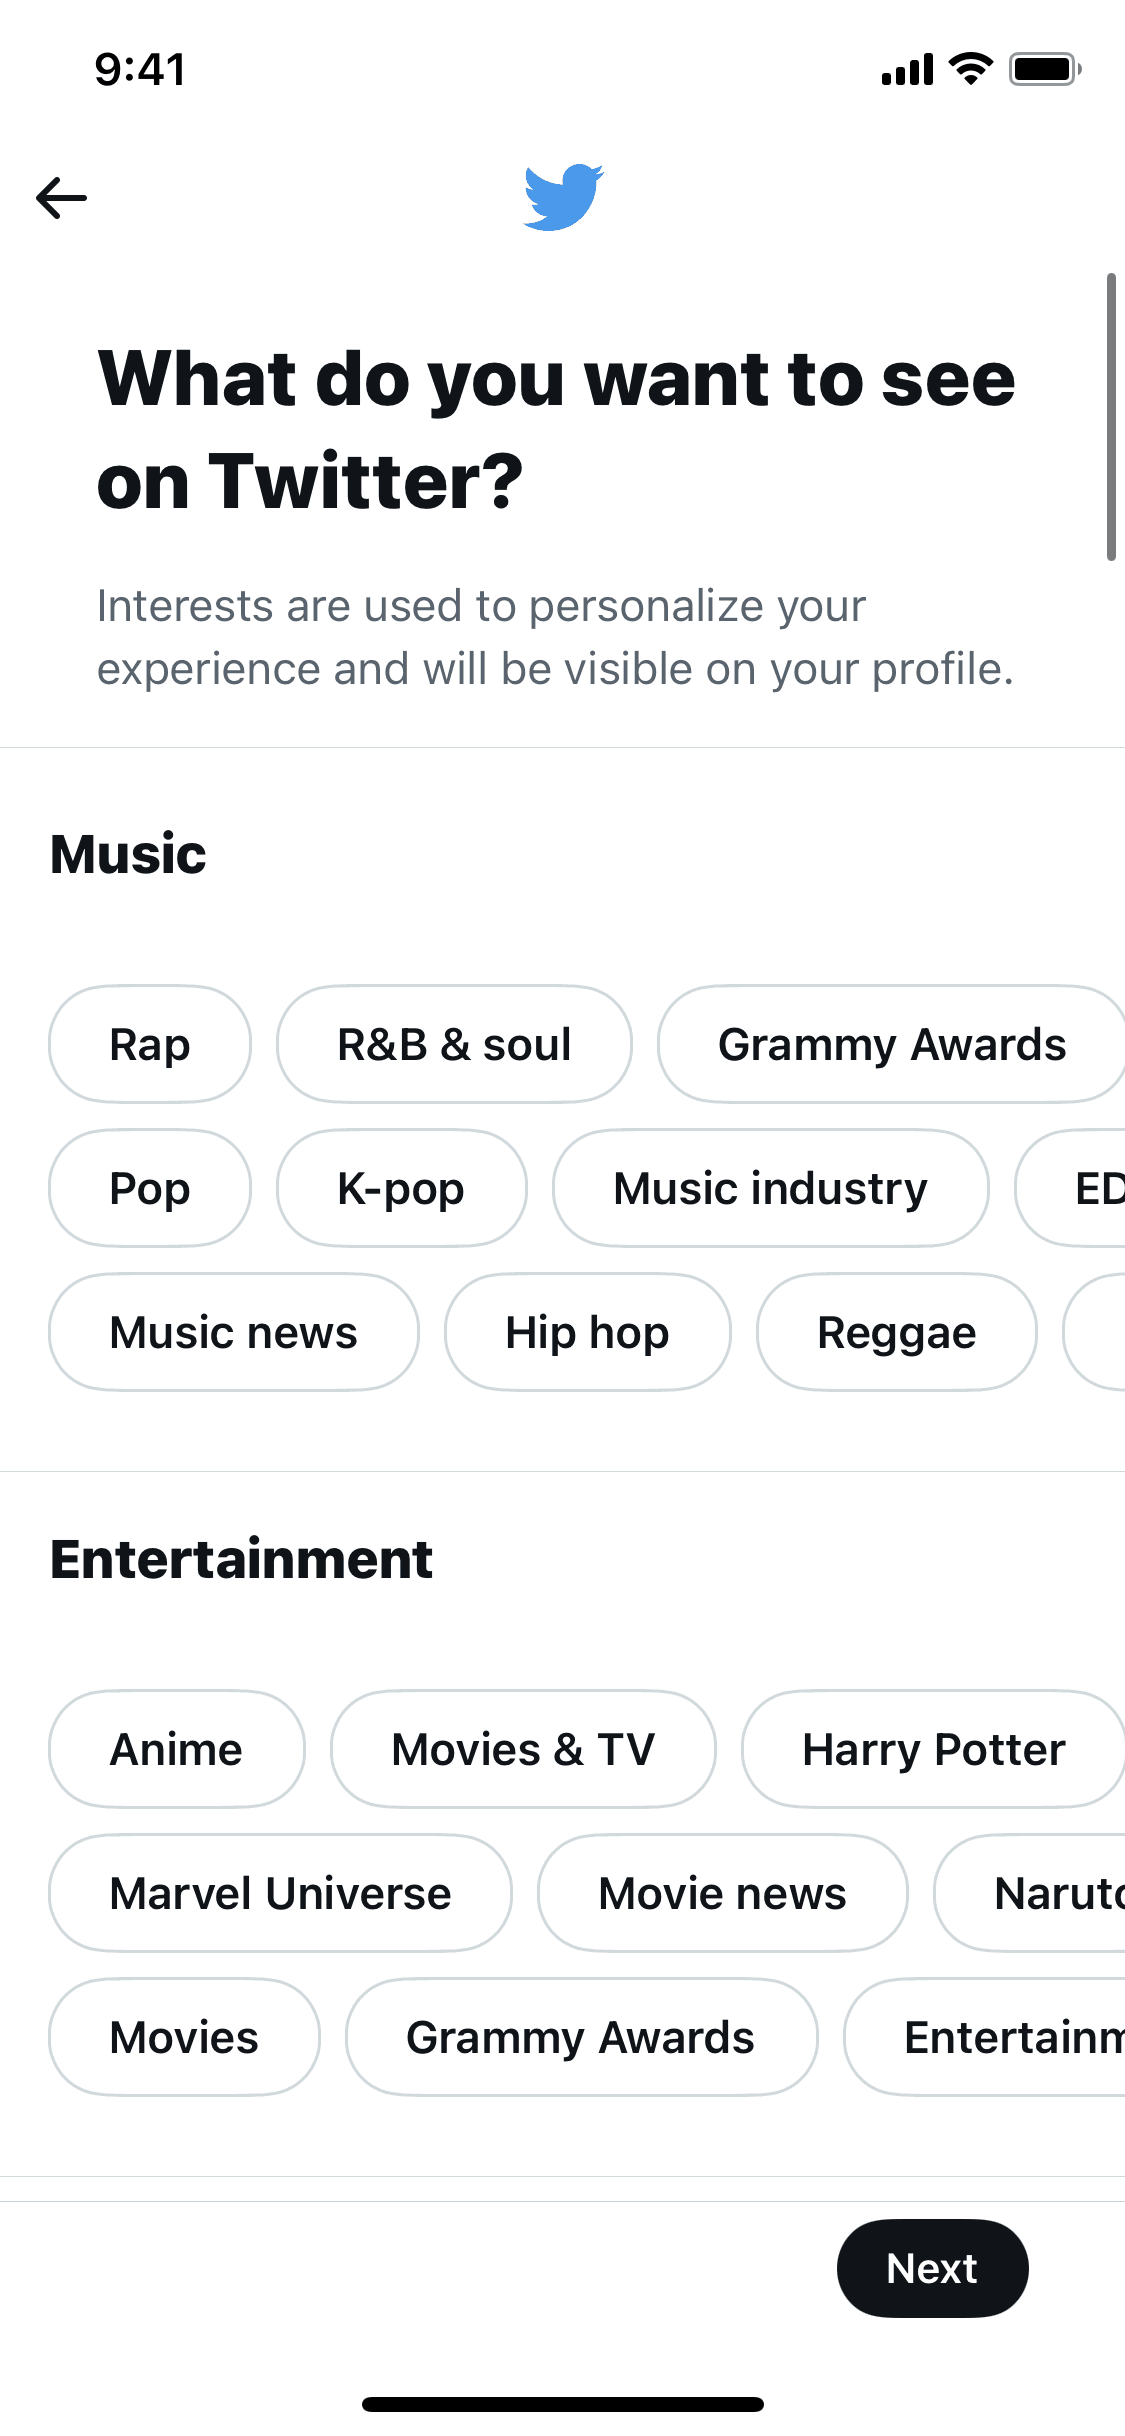 9:41
What do you want to see
on Twitter?
Interests are used to personalize your
experience and will be visible on your profile.
Music
Rap R&B & soul Grammy Awards
Pop K-pop Music industry ED
Music news Hip hop Reggae
Entertainment
Anime Movies & TV Harry Potter
Marvel Universe Movie news Naruto
Movies Grammy Awards Entertainm
Next